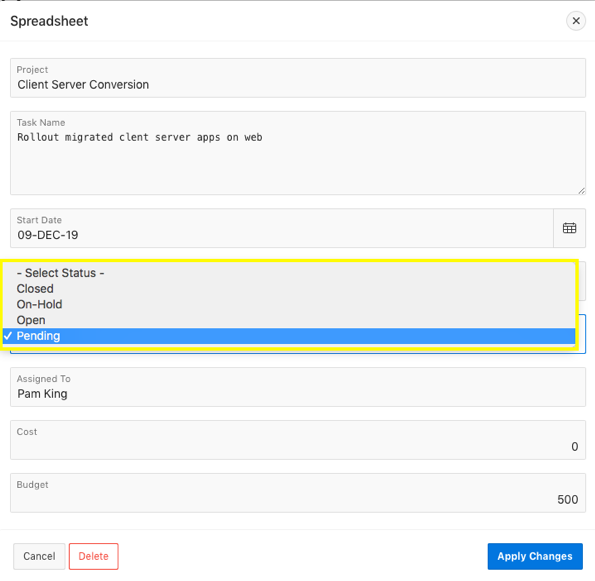 Spreadsheet
Project
Client Server Conversion
Task Name
Rollout migrated clent server apps on web
Start Date
09-DEC-19
- Select Status -
Closed
On-Hold
Open
Pending
Assigned To
Pam King
Cost
0
Budget
500
Cancel
Delete
Apply Changes